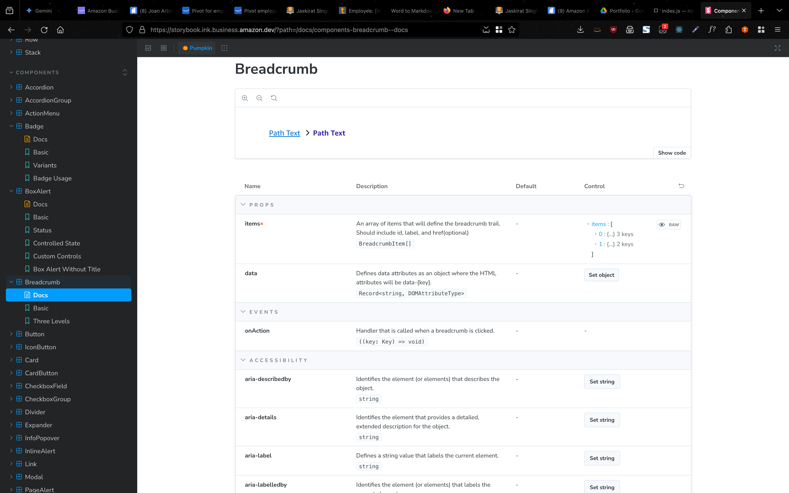 Gemini
Amazon Busi
(8) Joan Arm
Pivot for em
Pivot employ
Jaskirat Sing
Employee: (
Word to Markdo
New Tab
Jaskirat Sing
(9) Amazon
Portfolio - G
index.js —
Compon
https://storybook.ink.business.amazon.dev/?path=/docs/components-breadcrumb--docs
Row
Stack
COMPONENTS
Accordion
AccordionGroup
ActionMenu
Badge
Docs
Basic
Variants
Badge Usage
BoxAlert
Docs
Basic
Status
Controlled State
Custom Controls
Box Alert Without Title
Breadcrumb
Docs
Basic
Three Levels
Button
IconButton
Card
CardButton
CheckboxField
CheckboxGroup
Divider
Expander
InfoPopover
InlineAlert
Link
Modal
PageAlert
Pumpkin
Breadcrumb
Path Text > Path Text
Show code
Name Description Default Control
PROPS
items* An array of items that will define the breadcrumb trail. - items : [ RAW
Should include id, label, and href(optional) 0 : {...} 3 keys
BreadcrumbItem[] 1 : {...} 2 keys
]
data Defines data attributes as an object where the HTML - Set object
attributes will be data-{key}.
Record<string, DOMAttributeType>
EVENTS
onAction Handler that is called when a breadcrumb is clicked. - -
((key: Key) => void)
ACCESSIBILITY
aria-describedby Identifies the element (or elements) that describes the - Set string
object.
string
aria-details Identifies the element that provides a detailed, - Set string
extended description for the object.
string
aria-label Defines a string value that labels the current element. - Set string
string
aria-labelledby Identifies the element (or elements) that labels the - Set string